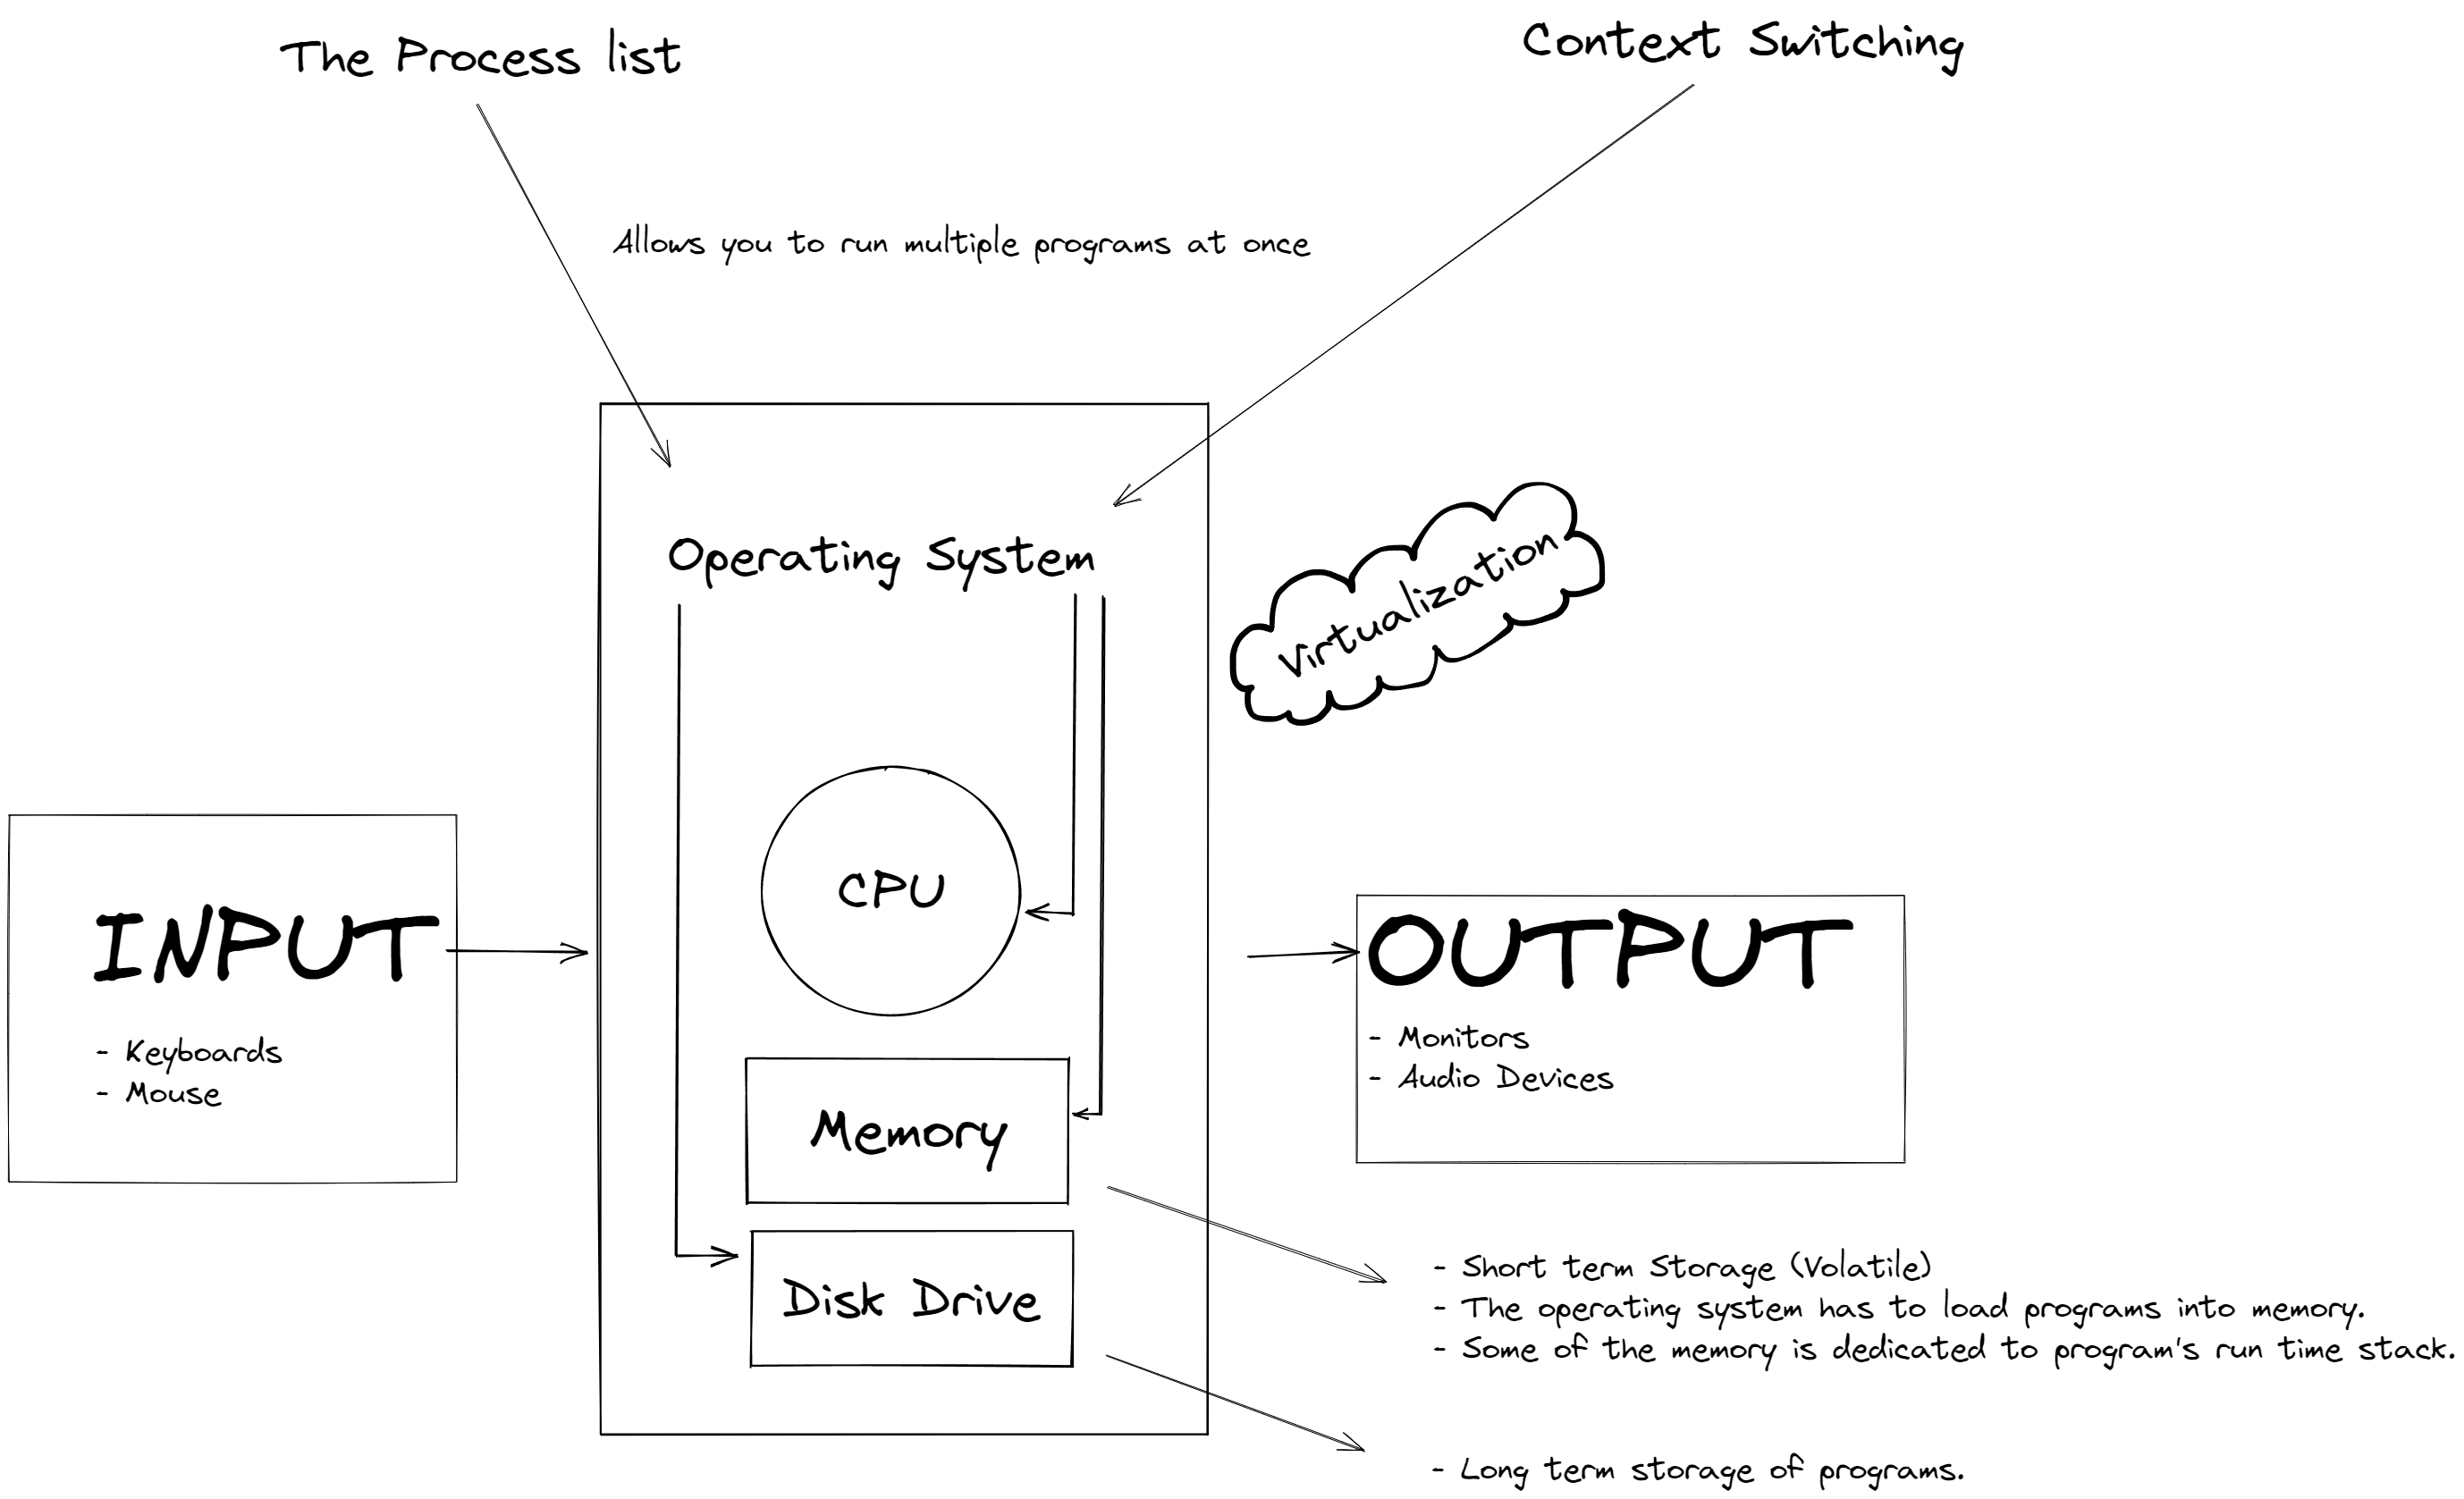 The Process list
Context Switching
Allows you to run multiple programs at once
Operating System
Virtualization
CPU
INPUT
- Keyboards
- Mouse
OUTPUT
- Monitors
- Audio Devices
Memory
Disk Drive
- Short term Storage (Volatile)
- The operating system has to load programs into memory.
- Some of the memory is dedicated to program's run time stack.
- Long term storage of programs.